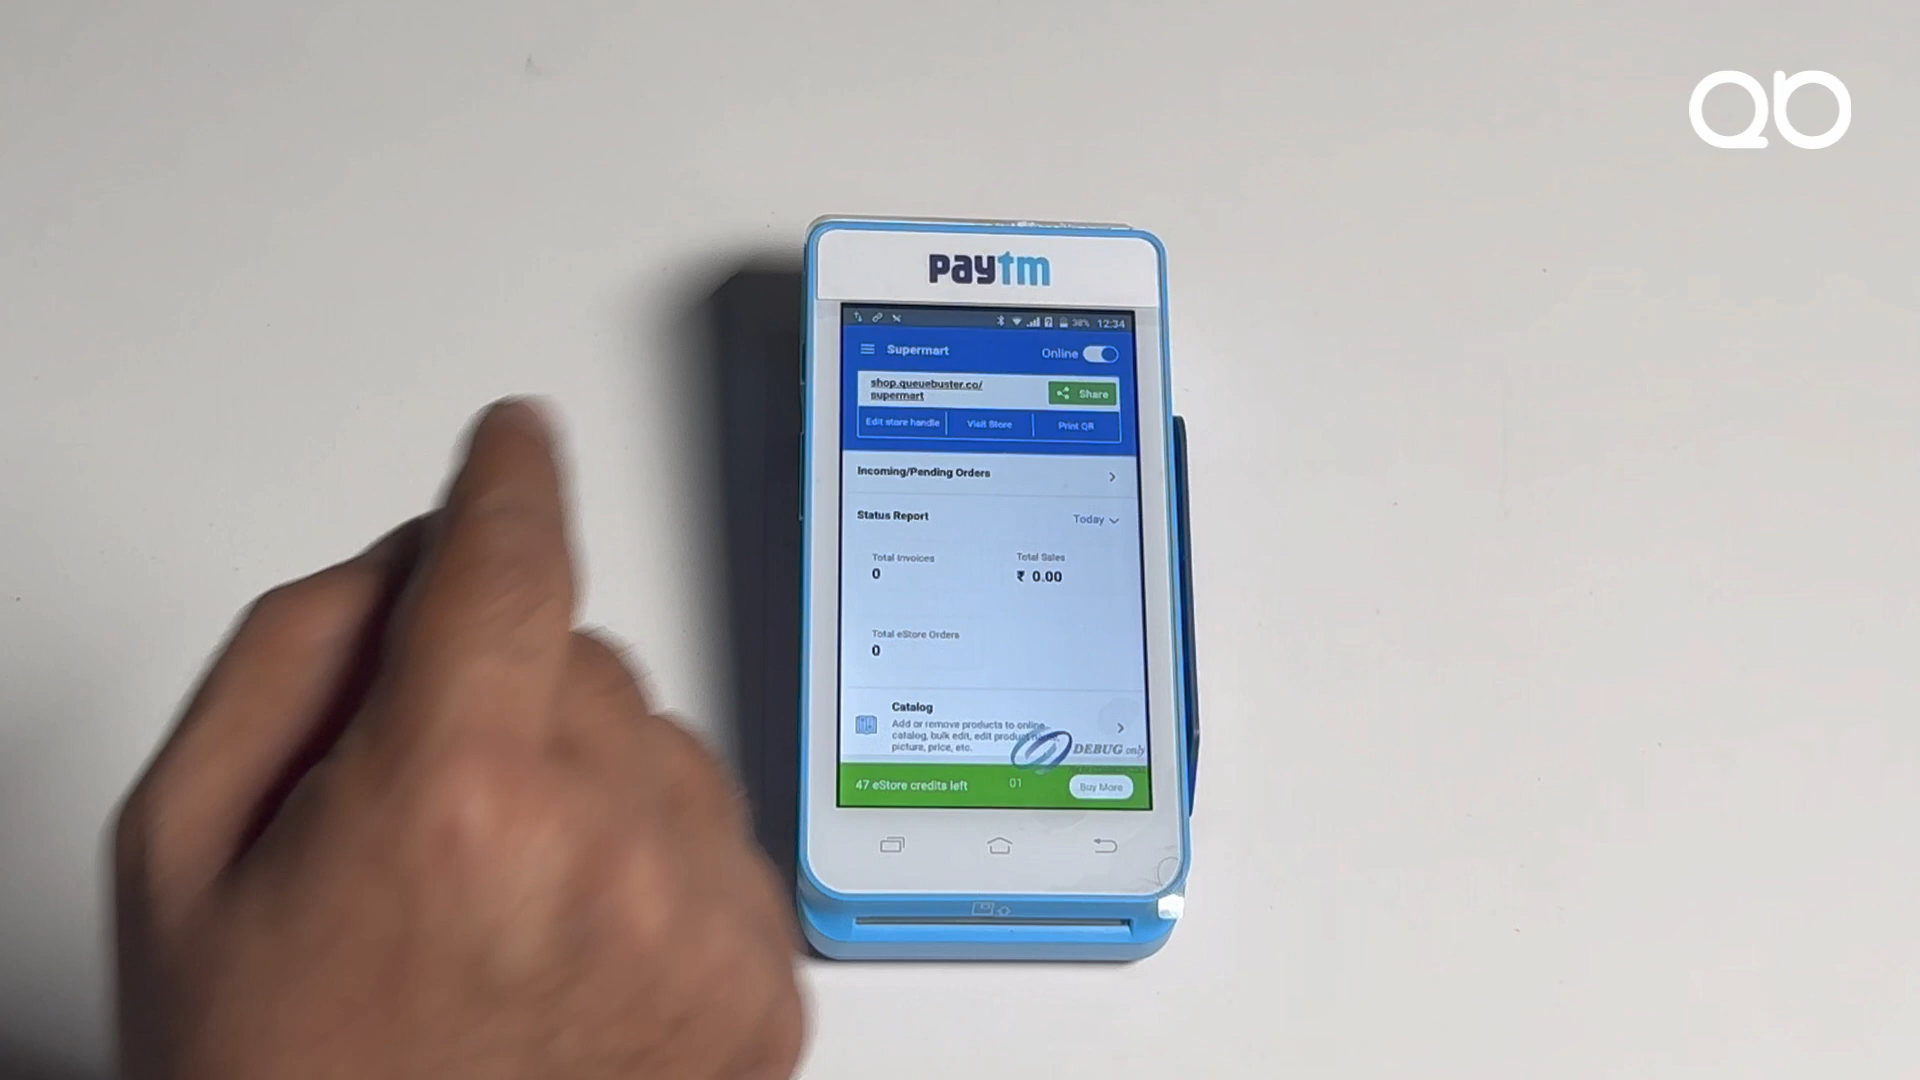 QB
paytm
38% 12:34
Supermart
Online
shop.queuebuster.co/
supermart
Share
Edit store handle
Visit Store
Print QR
Incoming/Pending Orders
Status Report
Today
Total Invoices
0
Total Sales
₹ 0.00
Total eStore Orders
0
Catalog
Add or remove products to online
catalog, bulk edit, edit product name,
picture, price, etc.
DEBUG only
47 eStore credits left
01
Buy More